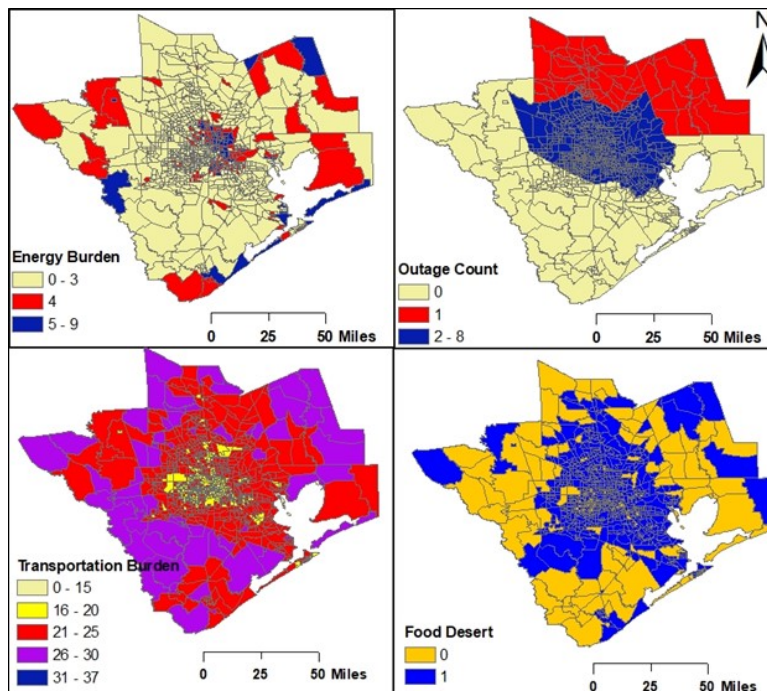 Energy Burden
0 - 3
4
5 - 9
0 25 50 Miles
N
Outage Count
0
1
2 - 8
0 25 50 Miles
Transportation Burden
0 - 15
16 - 20
21 - 25
26 - 30
31 - 37
0 25 50 Miles
Food Desert
0
1
0 25 50 Miles